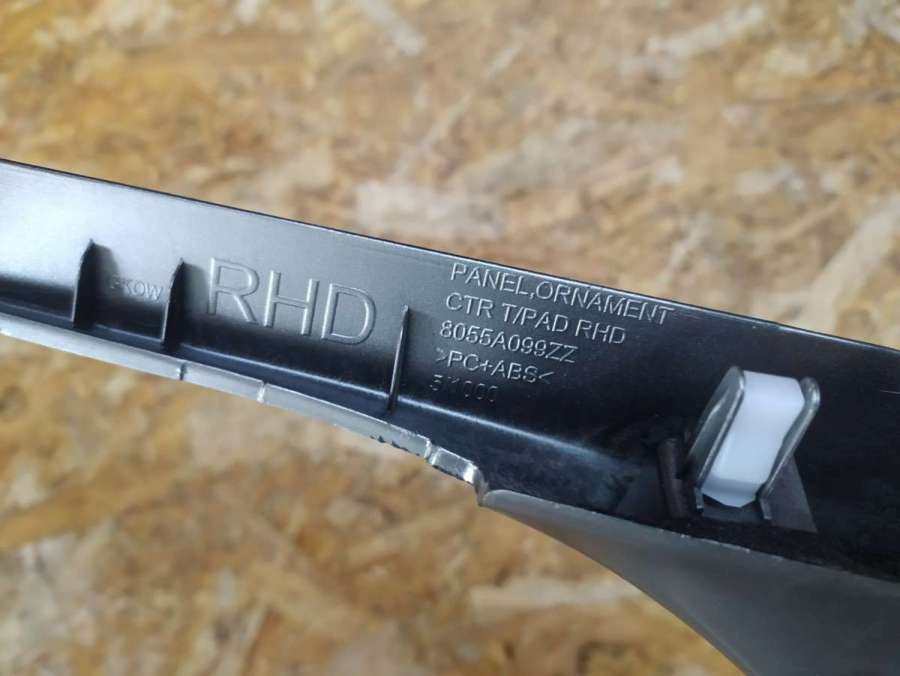 RHD
PANEL,ORNAMENT
CTR T/PAD RHD
8055A099ZZ
>PC+ABS<